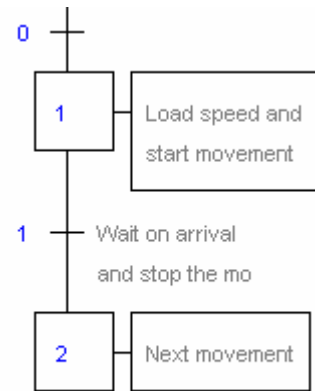 0
1
Load speed and
start movement
1
Wait on arrival
and stop the mo
2
Next movement